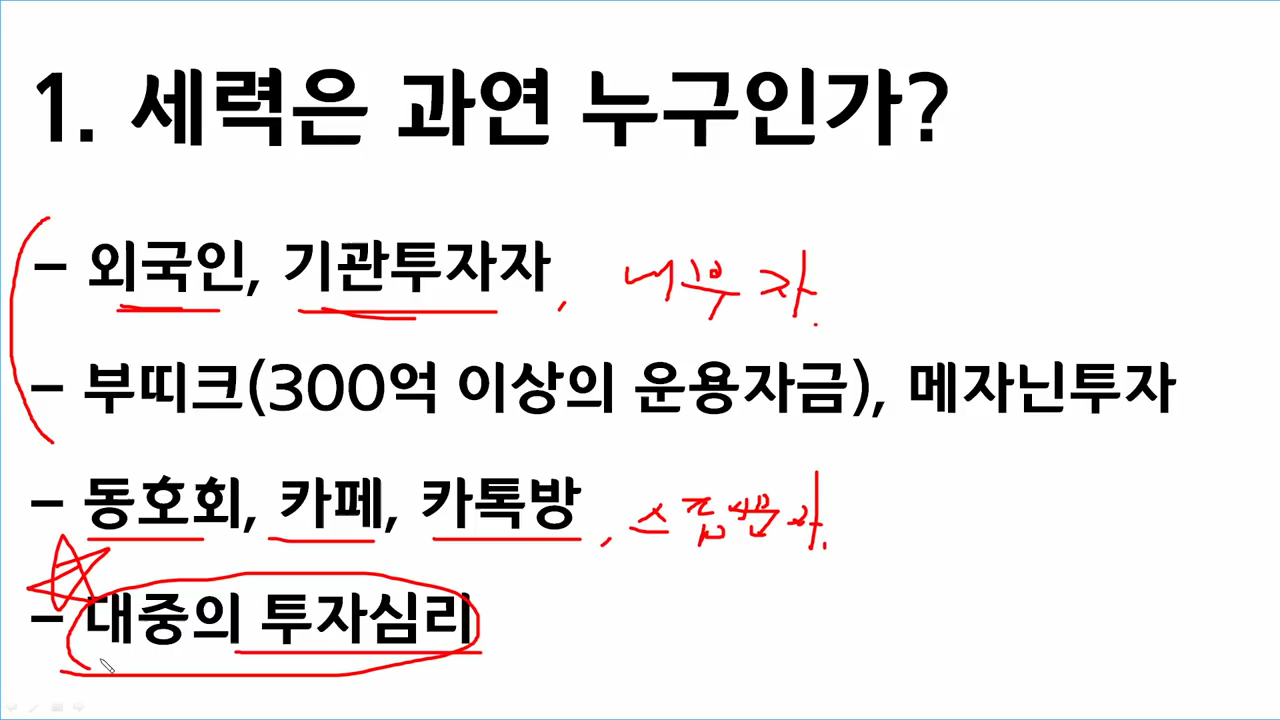 1. 세력은 과연 누구인가?
- 외국인, 기관투자자, 내부자.
- 부띠크(300억 이상의 운용자금), 메자닌투자
- 동호회, 카페, 카톡방,
- 대중의 투자심리